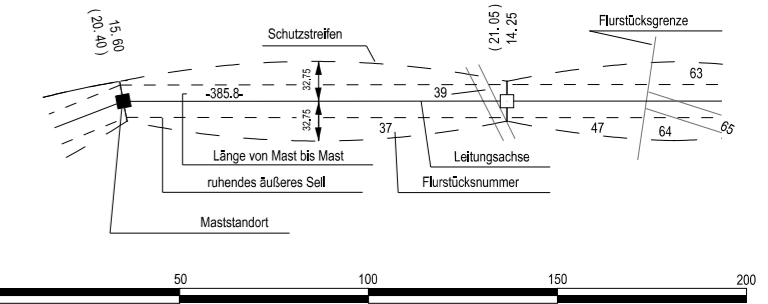 15.60
(20.40)
Schutzstreifen
(21.05)
14.25
Flurstücksgrenze
63
-385.8-
32.75
39
32.75
37
47
64
65
Länge von Mast bis Mast
Leitungsachse
ruhendes äußeres Seil
Flurstücksnummer
Maststandort
50
100
150
200